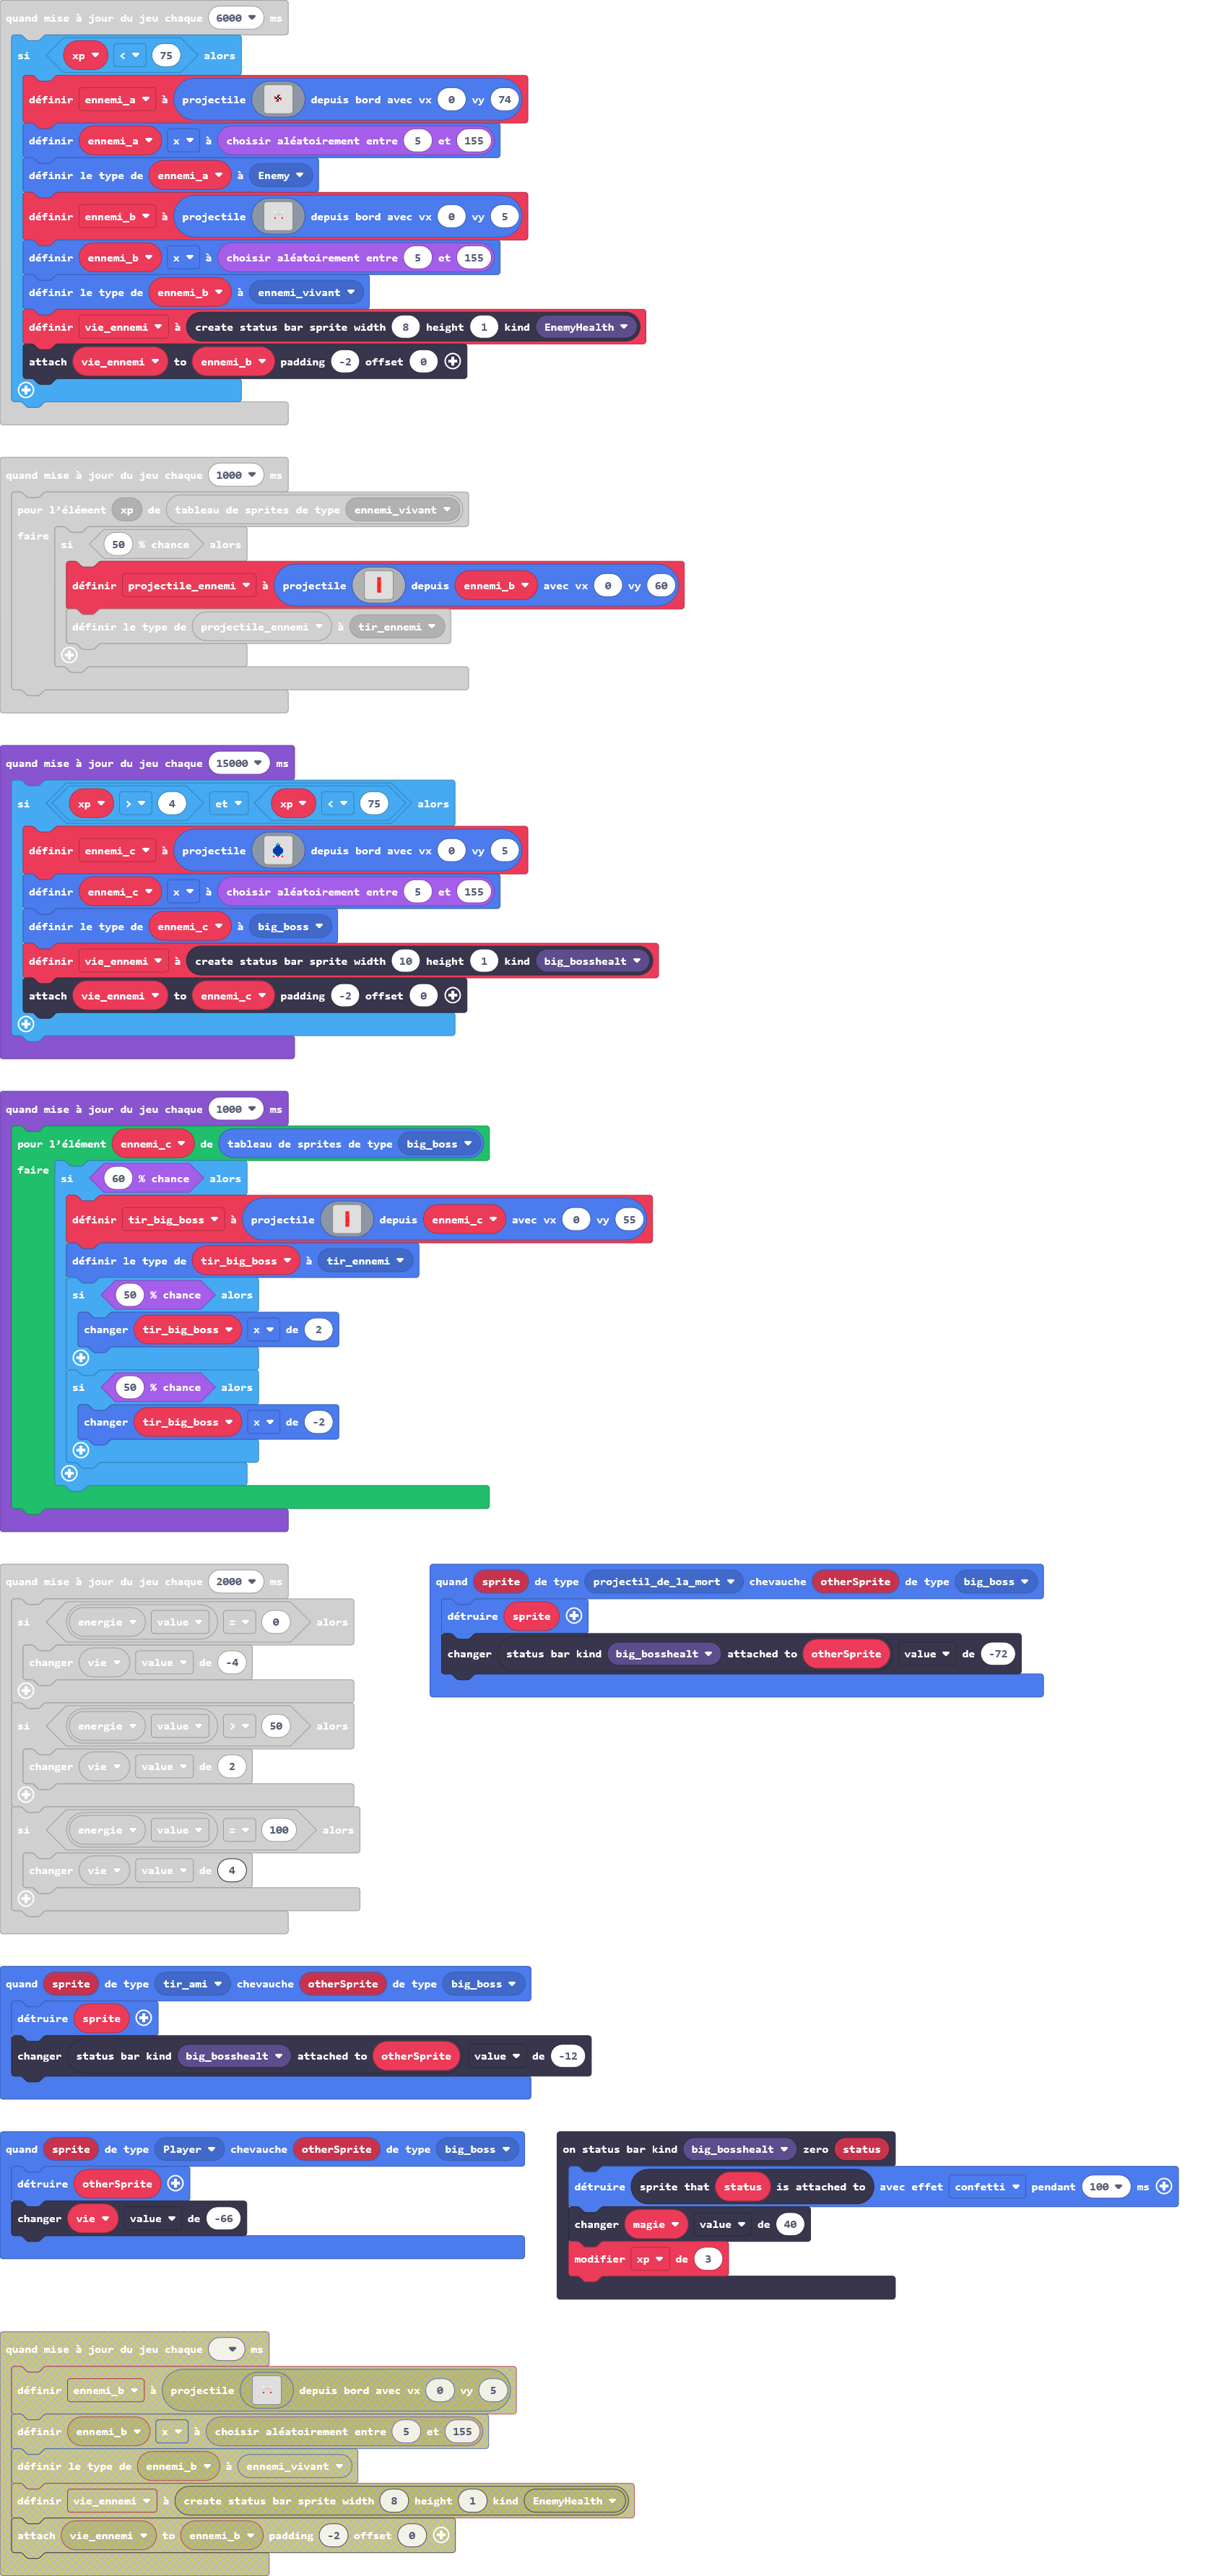 quand mise à jour du jeu chaque 6000 ms
si xp < 75 alors
définir ennemi_a à projectile depuis bord avec vx 0 vy 74
définir ennemi_a x à choisir aléatoirement entre 5 et 155
définir le type de ennemi_a à Enemy
définir ennemi_b à projectile depuis bord avec vx 0 vy 5
définir ennemi_b x à choisir aléatoirement entre 5 et 155
définir le type de ennemi_b à ennemi_vivant
définir vie_ennemi à create status bar sprite width 8 height 1 kind EnemyHealth
attach vie_ennemi to ennemi_b padding -2 offset 0
quand mise à jour du jeu chaque 1000 ms
pour l'élément xp de tableau de sprites de type ennemi_vivant
faire si 50 % chance alors
définir projectile_ennemi à projectile depuis ennemi_b avec vx 0 vy 60
définir le type de projectile_ennemi à tir_ennemi
quand mise à jour du jeu chaque 15000 ms
si xp > 4 et xp < 75 alors
définir ennemi_c à projectile depuis bord avec vx 0 vy 5
définir ennemi_c x à choisir aléatoirement entre 5 et 155
définir le type de ennemi_c à big_boss
définir vie_ennemi à create status bar sprite width 10 height 1 kind big_bosshealt
attach vie_ennemi to ennemi_c padding -2 offset 0
quand mise à jour du jeu chaque 1000 ms
pour l'élément ennemi_c de tableau de sprites de type big_boss
faire si 60 % chance alors
définir tir_big_boss à projectile depuis ennemi_c avec vx 0 vy 55
définir le type de tir_big_boss à tir_ennemi
si 50 % chance alors
changer tir_big_boss x de 2
si 50 % chance alors
changer tir_big_boss x de -2
quand mise à jour du jeu chaque 2000 ms
si energie value = 0 alors
changer vie value de -4
si energie value > 50 alors
changer vie value de 2
si energie value = 100 alors
changer vie value de 4
quand sprite de type projectil_de_la_mort chevauche otherSprite de type big_boss
détruire sprite
changer status bar kind big_bosshealt attached to otherSprite value de -72
quand sprite de type tir_ami chevauche otherSprite de type big_boss
détruire sprite
changer status bar kind big_bosshealt attached to otherSprite value de -12
quand sprite de type Player chevauche otherSprite de type big_boss
détruire otherSprite
changer vie value de -66
on status bar kind big_bosshealt zero status
détruire sprite that status is attached to avec effet confetti pendant 100 ms
changer magie value de 40
modifier xp de 3
quand mise à jour du jeu chaque ms
définir ennemi_b à projectile depuis bord avec vx 0 vy 5
définir ennemi_b x à choisir aléatoirement entre 5 et 155
définir le type de ennemi_b à ennemi_vivant
définir vie_ennemi à create status bar sprite width 8 height 1 kind EnemyHealth
attach vie_ennemi to ennemi_b padding -2 offset 0